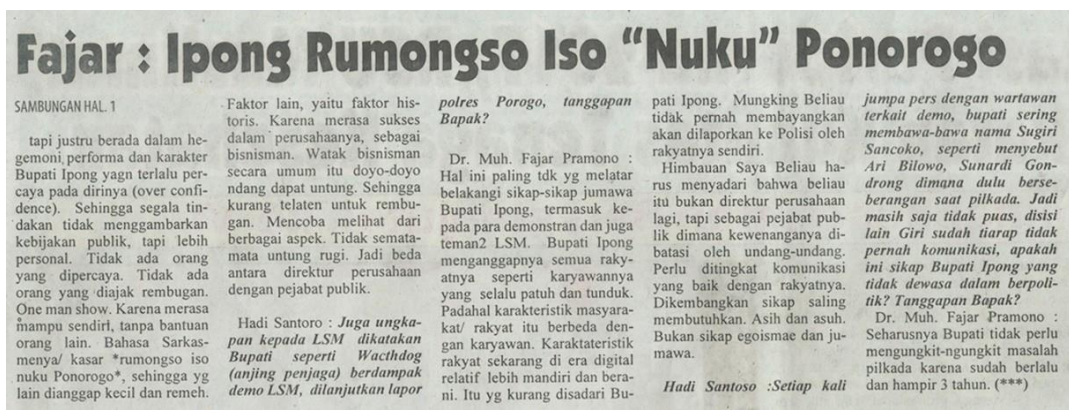 Fajar : Ipong Rumongso Iso “Nuku” Ponorogo
SAMBUNGAN HAL. 1
tapi justru berada dalam he-
gemoni, performa dan karakter
Bupati Ipong yagn terlalu per-
caya pada dirinya (over confi-
dence). Sehingga segala tin-
dakan tidak menggambarkan
kebijakan publik, tapi lebih
personal. Tidak ada orang
yang dipercaya. Tidak ada
orang yang diajak rembugan.
One man show. Karena merasa
mampu sendiri, tanpa bantuan
orang lain. Bahasa Sarkas-
menya/ kasar *rumongso iso
nuku Ponorogo*, sehingga yg
lain dianggap kecil dan remeh.
Faktor lain, yaitu faktor his-
toris. Karena merasa sukses
dalam perusahaanya, sebagai
bisnisman. Watak bisnisman
secara umum itu doyo-doyo
ndang dapat untung. Sehingga
kurang telaten untuk rembu-
gan. Mencoba melihat dari
berbagai aspek. Tidak semata-
mata untung rugi. Jadi beda
antara direktur perusahaan
dengan pejabat publik.
Hadi Santoro : Juga ungka-
pan kepada LSM dikatakan
Bupati seperti Wacthdog
(anjing penjaga) berdampak
demo LSM, dilanjutkan lapor
polres Porogo, tanggapan
Bapak?
Dr. Muh. Fajar Pramono :
Hal ini paling tdk yg melatar
belakangi sikap-sikap jumawa
Bupati Ipong, termasuk ke-
pada para demonstran dan juga
teman2 LSM. Bupati Ipong
menganggapnya semua rak-
yatnya seperti karyawannya
yang selalu patuh dan tunduk.
Padahal karakteristik masyara-
kat/ rakyat itu berbeda den-
gan karyawan. Karaktateristik
rakyat sekarang di era digital
relatif lebih mandiri dan bera-
ni. Itu yg kurang disadari Bu-
pati Ipong. Mungking Beliau
tidak pernah membayangkan
akan dilaporkan ke Polisi oleh
rakyatnya sendiri.
Himbauan Saya Beliau ha-
rus menyadari bahwa beliau
itu bukan direktur perusahaan
lagi, tapi sebagai pejabat pub-
lik dimana kewenanganya di-
batasi oleh undang-undang.
Perlu ditingkat komunikasi
yang baik dengan rakyatnya.
Dikembangkan sikap saling
membutuhkan. Asih dan asuh.
Bukan sikap egoismae dan ju-
mawa.
Hadi Santoso :Setiap kali
jumpa pers dengan wartawan
terkait demo, bupati sering
membawa-bawa nama Sugiri
Sancoko, seperti menyebut
Ari Bilowo, Sunardi Gon-
drong dimana dulu berse-
berangan saat pilkada. Jadi
masih saja tidak puas, disisi
lain Giri sudah tiarap tidak
pernah komunikasi, apakah
ini sikap Bupati Ipong yang
tidak dewasa dalam berpoli-
tik? Tanggapan Bapak?
Dr. Muh. Fajar Pramono :
Seharusnya Bupati tidak perlu
mengungkit-ngungkit masalah
pilkada karena sudah berlalu
dan hampir 3 tahun. (***)